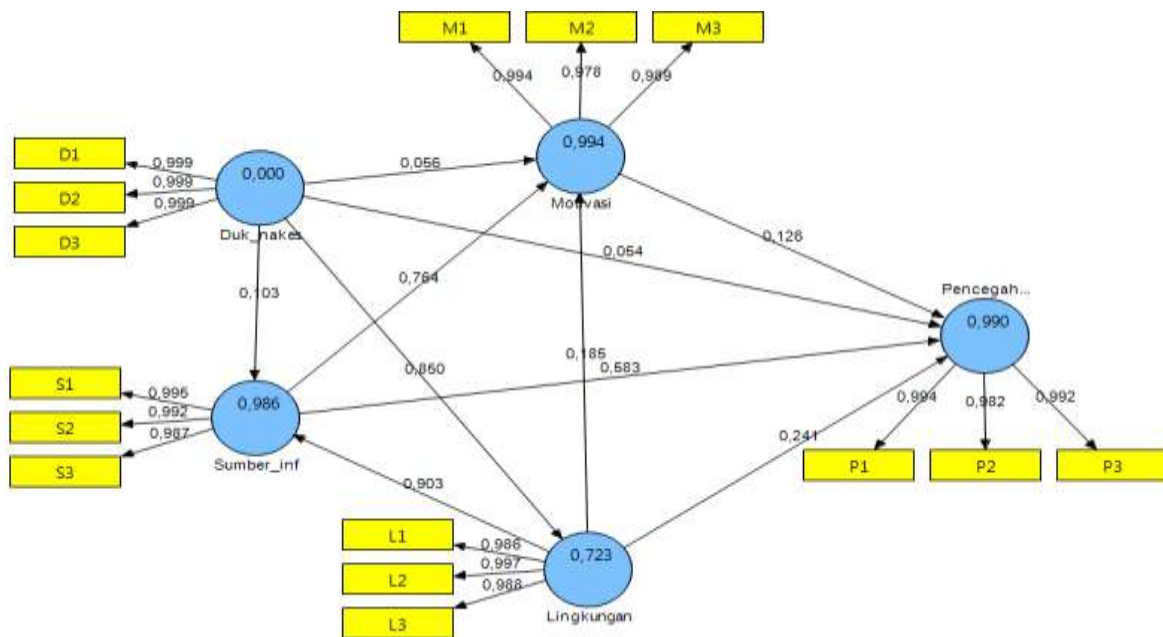 M1
M2
M3
0,994
0,978
0,989
D1
D2
D3
0,999
0,999
0,999
0,000
Duk_nakes
0,056
0,994
Motivasi
0,126
0,054
0,103
0,764
0,850
0,185
0,583
Pencegah...
0,990
S1
S2
S3
0,996
0,992
0,987
0,986
Sumber_inf
0,903
0,241
0,994
0,982
0,992
P1
P2
P3
L1
L2
L3
0,986
0,997
0,988
0,723
Lingkungan